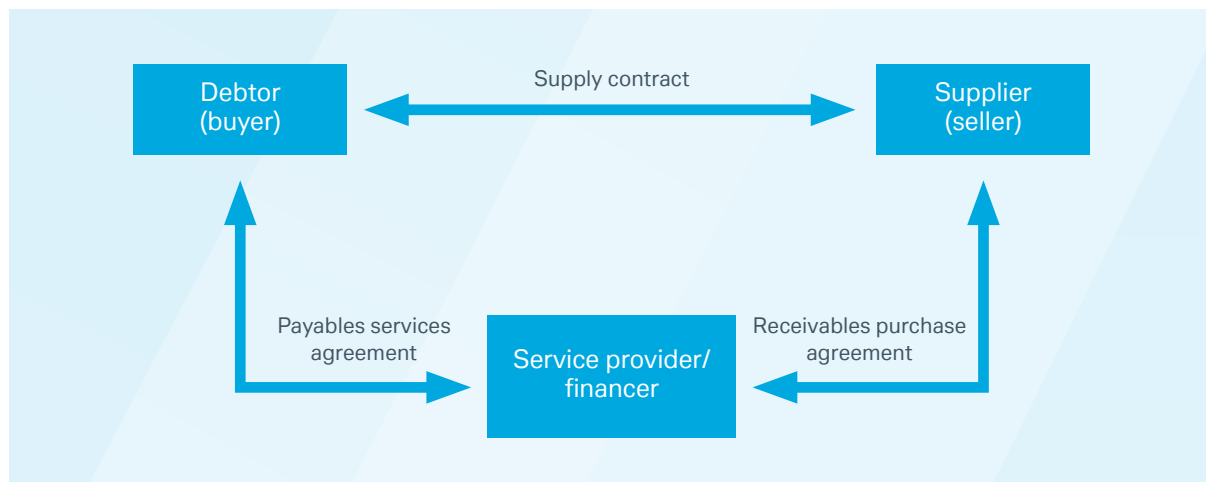 Supply contract
Debtor
(buyer)
Supplier
(seller)
Payables services
agreement
Receivables purchase
agreement
Service provider/
financer